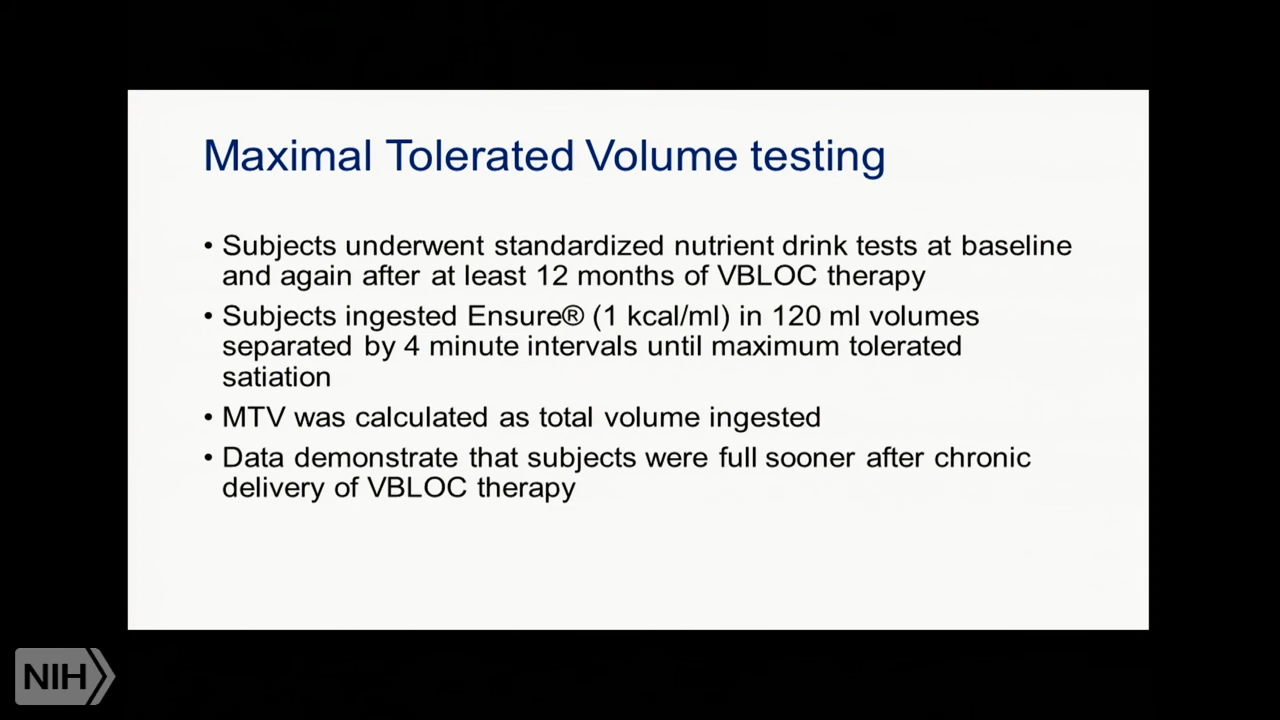 Maximal Tolerated Volume testing
• Subjects underwent standardized nutrient drink tests at baseline
and again after at least 12 months of VBLOC therapy
• Subjects ingested Ensure® (1 kcal/ml) in 120 ml volumes
separated by 4 minute intervals until maximum tolerated
satiation
• MTV was calculated as total volume ingested
• Data demonstrate that subjects were full sooner after chronic
delivery of VBLOC therapy
NIH